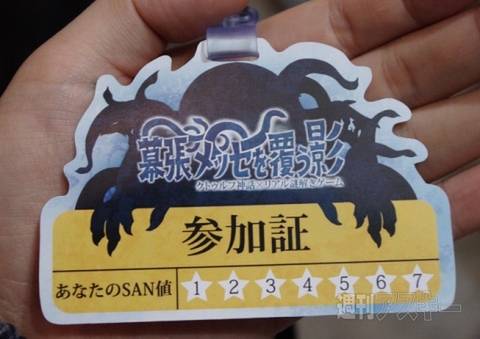 幕張メッセを覆う影
クトゥルフ神話×リアル謎解きゲーム
参加証
あなたのSAN値 1 2 3 4 5 6 7
週刊アスキー